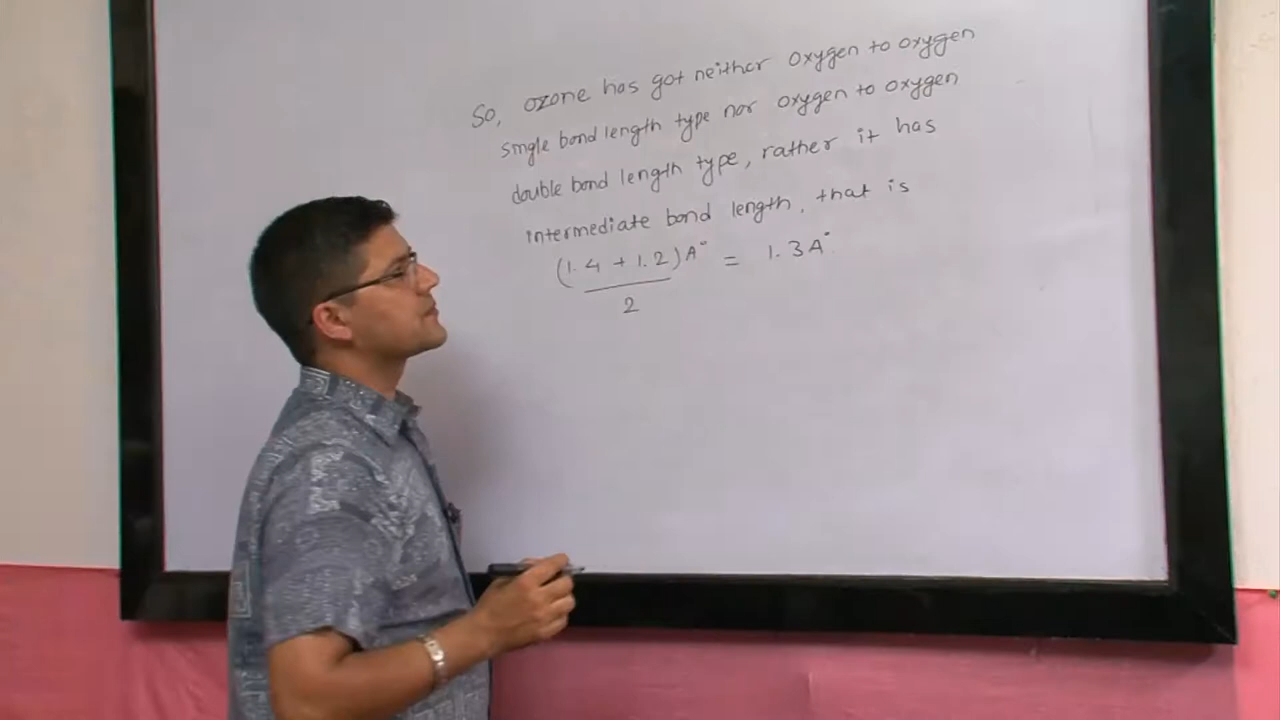 So, ozone has got neither oxygen to oxygen
single bond length type nor oxygen to oxygen
double bond length type, rather it has
intermediate bond length, that is
(1.4 + 1.2)A° = 1.3A°
2